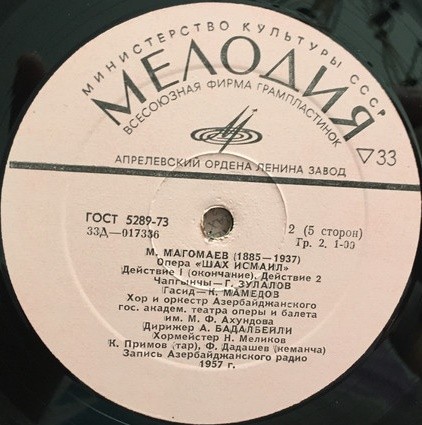 МИНИСТЕРСТВО КУЛЬТУРЫ СССР
МЕЛОДИЯ
ВСЕСОЮЗНАЯ ФИРМА ГРАМПЛАСТИНОК
▽33
АПРЕЛЕВСКИЙ ОРДЕНА ЛЕНИНА ЗАВОД
ГОСТ 5289-73
33Д—017336
2 (5 сторон)
Гр. 2. 1-00
М. МАГОМАЕВ (1885—1937)
Опера «ШАХ ИСМАИЛ»
Действие 1 (окончание). Действие 2
Чапгынчы—Г. ЗУЛАЛОВ
Гасид—К. МАМЕДОВ
Хор и оркестр Азербайджанского
гос. академ. театра оперы и балета
им. М. Ф. Ахундова
Дирижер А. БАДАЛБЕЙЛИ
Хормейстер Н. Меликов
К. Примов (тар), Ф. Дадашев (кеманча)
Запись Азербайджанского радио
1957 г.